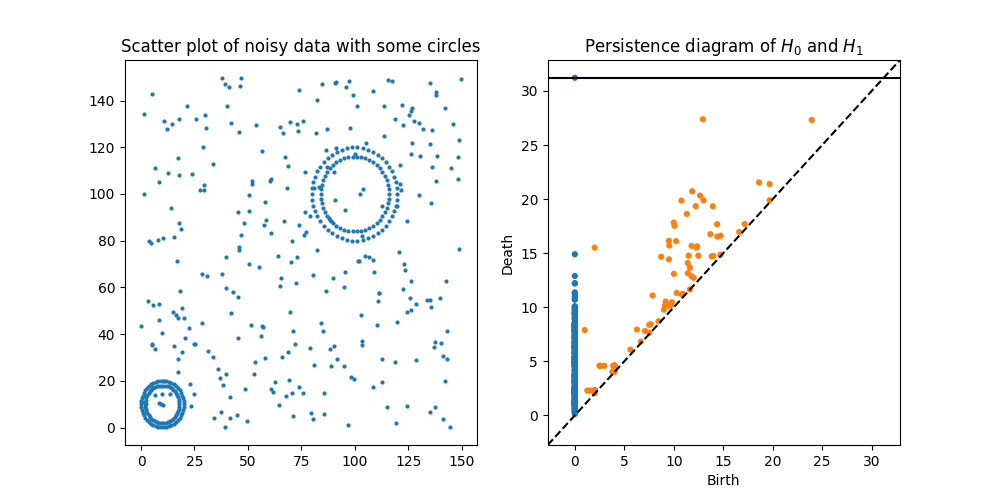 Scatter plot of noisy data with some circles
140
120
100
80
60
40
20
0
0 25 50 75 100 125 150
Persistence diagram of H₀ and H₁
Death
30
25
20
15
10
5
0
0 5 10 15 20 25 30
Birth